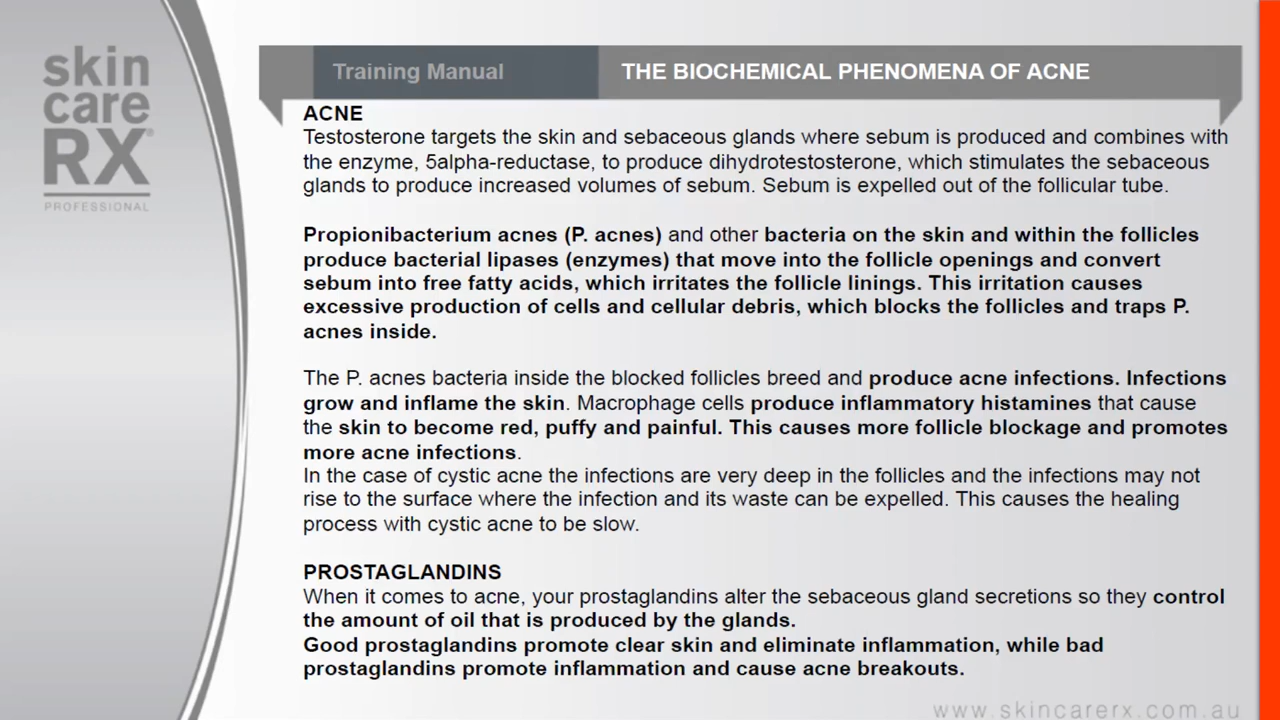 skin
care
RX®
PROFESSIONAL
Training Manual
THE BIOCHEMICAL PHENOMENA OF ACNE
ACNE
Testosterone targets the skin and sebaceous glands where sebum is produced and combines with
the enzyme, 5alpha-reductase, to produce dihydrotestosterone, which stimulates the sebaceous
glands to produce increased volumes of sebum. Sebum is expelled out of the follicular tube.
Propionibacterium acnes (P. acnes) and other bacteria on the skin and within the follicles
produce bacterial lipases (enzymes) that move into the follicle openings and convert
sebum into free fatty acids, which irritates the follicle linings. This irritation causes
excessive production of cells and cellular debris, which blocks the follicles and traps P.
acnes inside.
The P. acnes bacteria inside the blocked follicles breed and produce acne infections. Infections
grow and inflame the skin. Macrophage cells produce inflammatory histamines that cause
the skin to become red, puffy and painful. This causes more follicle blockage and promotes
more acne infections.
In the case of cystic acne the infections are very deep in the follicles and the infections may not
rise to the surface where the infection and its waste can be expelled. This causes the healing
process with cystic acne to be slow.
PROSTAGLANDINS
When it comes to acne, your prostaglandins alter the sebaceous gland secretions so they control
the amount of oil that is produced by the glands.
Good prostaglandins promote clear skin and eliminate inflammation, while bad
prostaglandins promote inflammation and cause acne breakouts.
www.skincarerx.com.au